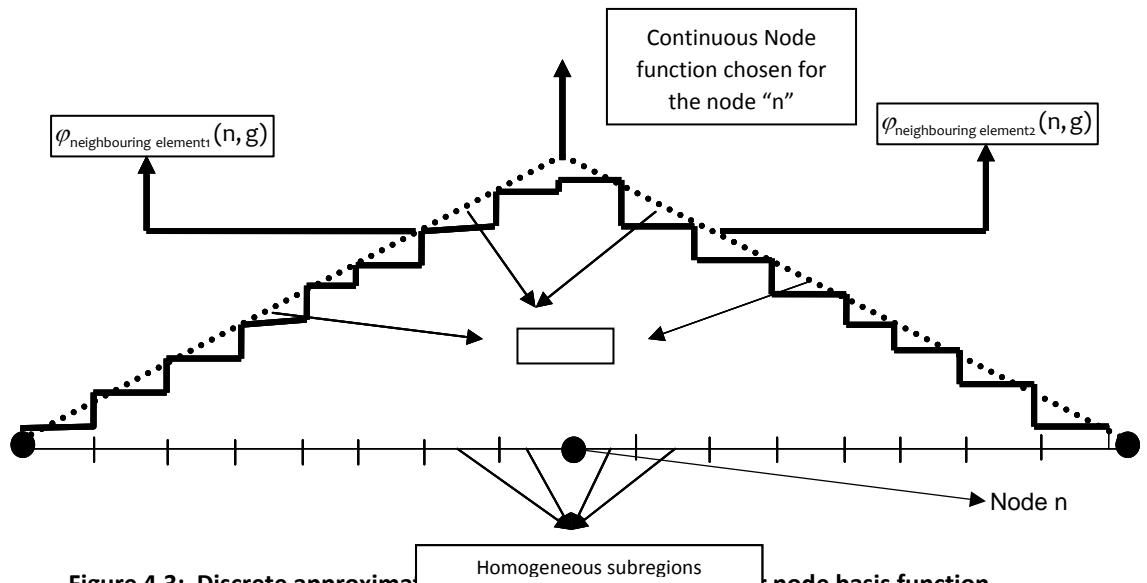 Continuous Node
function chosen for
the node “n”
φneighbouring element1(n, g)
φneighbouring element2(n, g)
Node n
Homogeneous subregions
Figure 4.3: Discrete node basis function